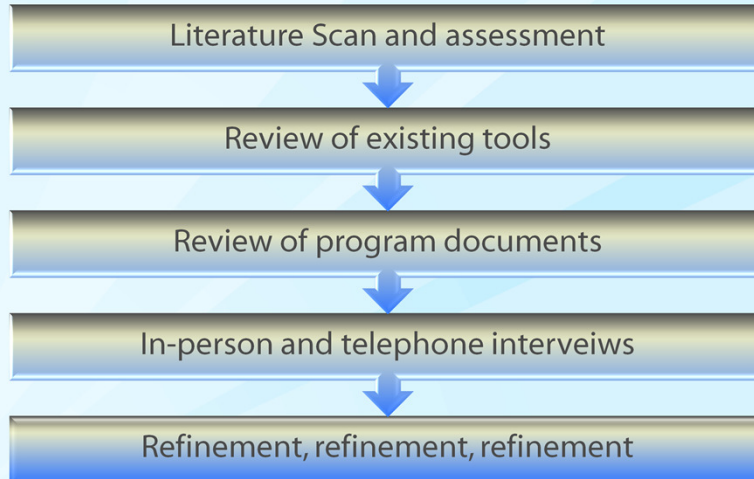 Literature Scan and assessment
Review of existing tools
Review of program documents
In-person and telephone interveiws
Refinement, refinement, refinement